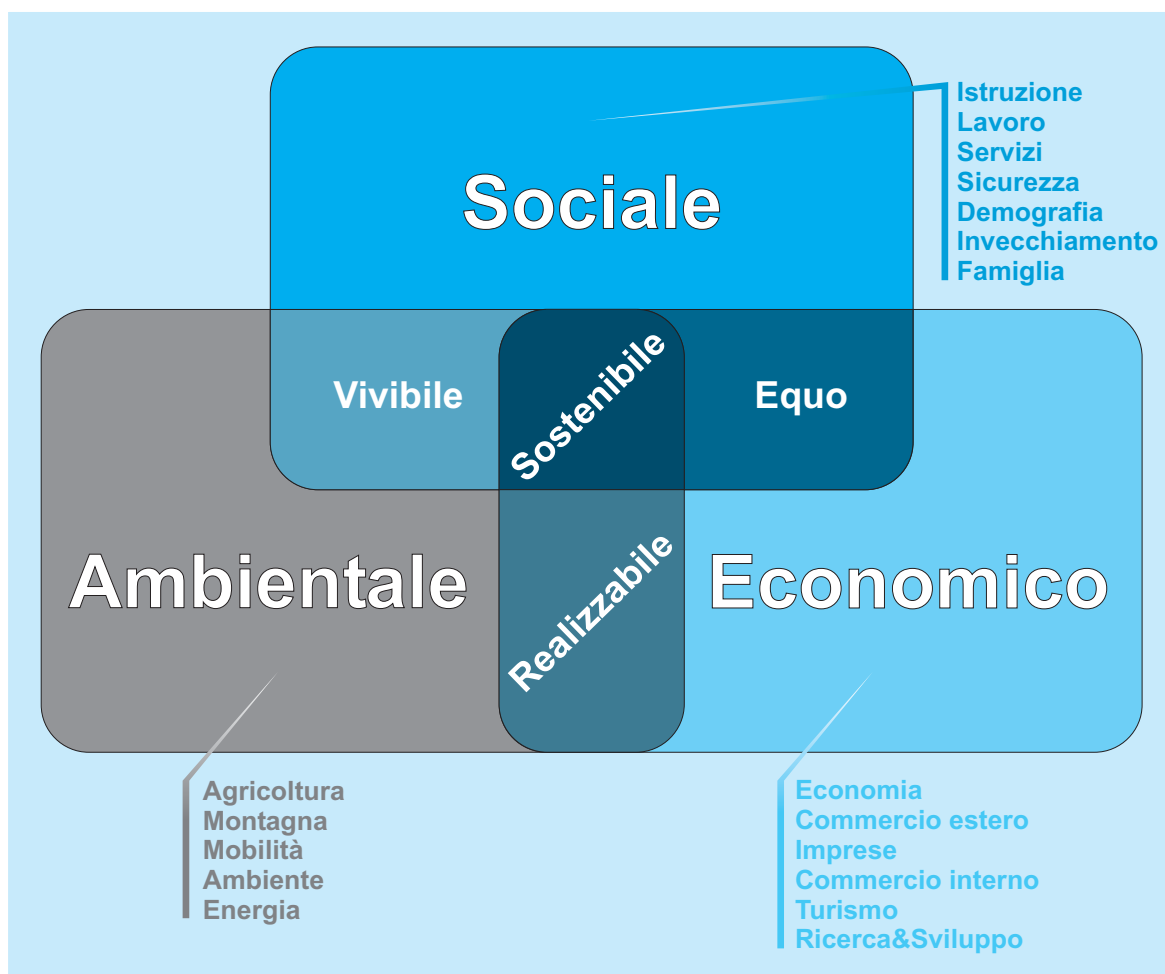 Istruzione
Lavoro
Servizi
Sicurezza
Demografia
Invecchiamento
Famiglia
Sociale
Vivibile
Sostenibile
Equo
Ambientale
Realizzabile
Economico
Agricoltura
Montagna
Mobilità
Ambiente
Energia
Economia
Commercio estero
Imprese
Commercio interno
Turismo
Ricerca&Sviluppo